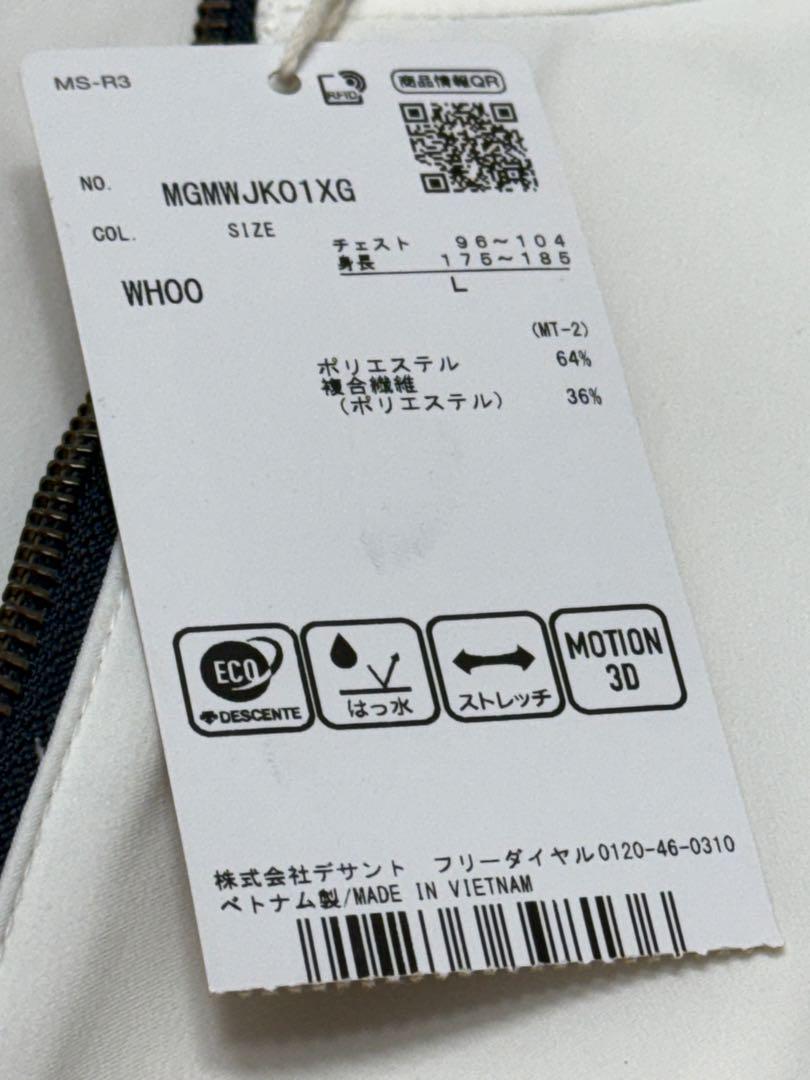 MS-R3
RFID
商品情報QR
NO. MGMWJK01XG
COL. SIZE
チェスト 96~104
身長 175~185
WH00 L
(MT-2)
ポリエステル 64%
複合繊維
(ポリエステル) 36%
ECO
DESCENTE
はっ水
ストレッチ
MOTION
3D
株式会社デサント フリーダイヤル0120-46-0310
ベトナム製/MADE IN VIETNAM